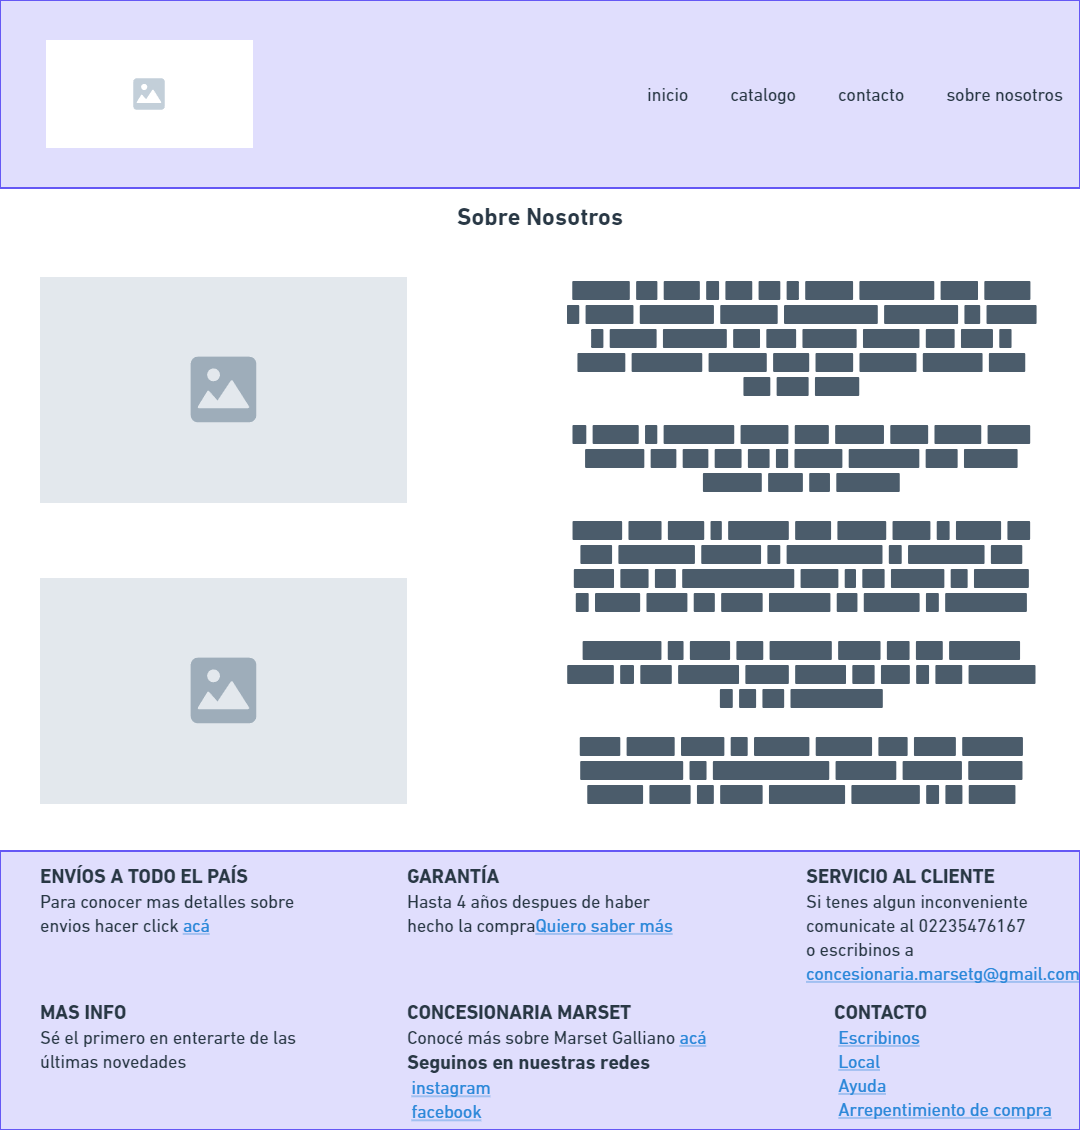 inicio catalogo contacto sobre nosotros
Sobre Nosotros
ENVÍOS A TODO EL PAÍS
Para conocer mas detalles sobre
envios hacer click acá
GARANTÍA
Hasta 4 años despues de haber
hecho la compraQuiero saber más
SERVICIO AL CLIENTE
Si tenes algun inconveniente
comunicate al 02235476167
o escribinos a
concesionaria.marsetg@gmail.com
MAS INFO
Sé el primero en enterarte de las
últimas novedades
CONCESIONARIA MARSET
Conocé más sobre Marset Galliano acá
Seguinos en nuestras redes
instagram
facebook
CONTACTO
Escribinos
Local
Ayuda
Arrepentimiento de compra